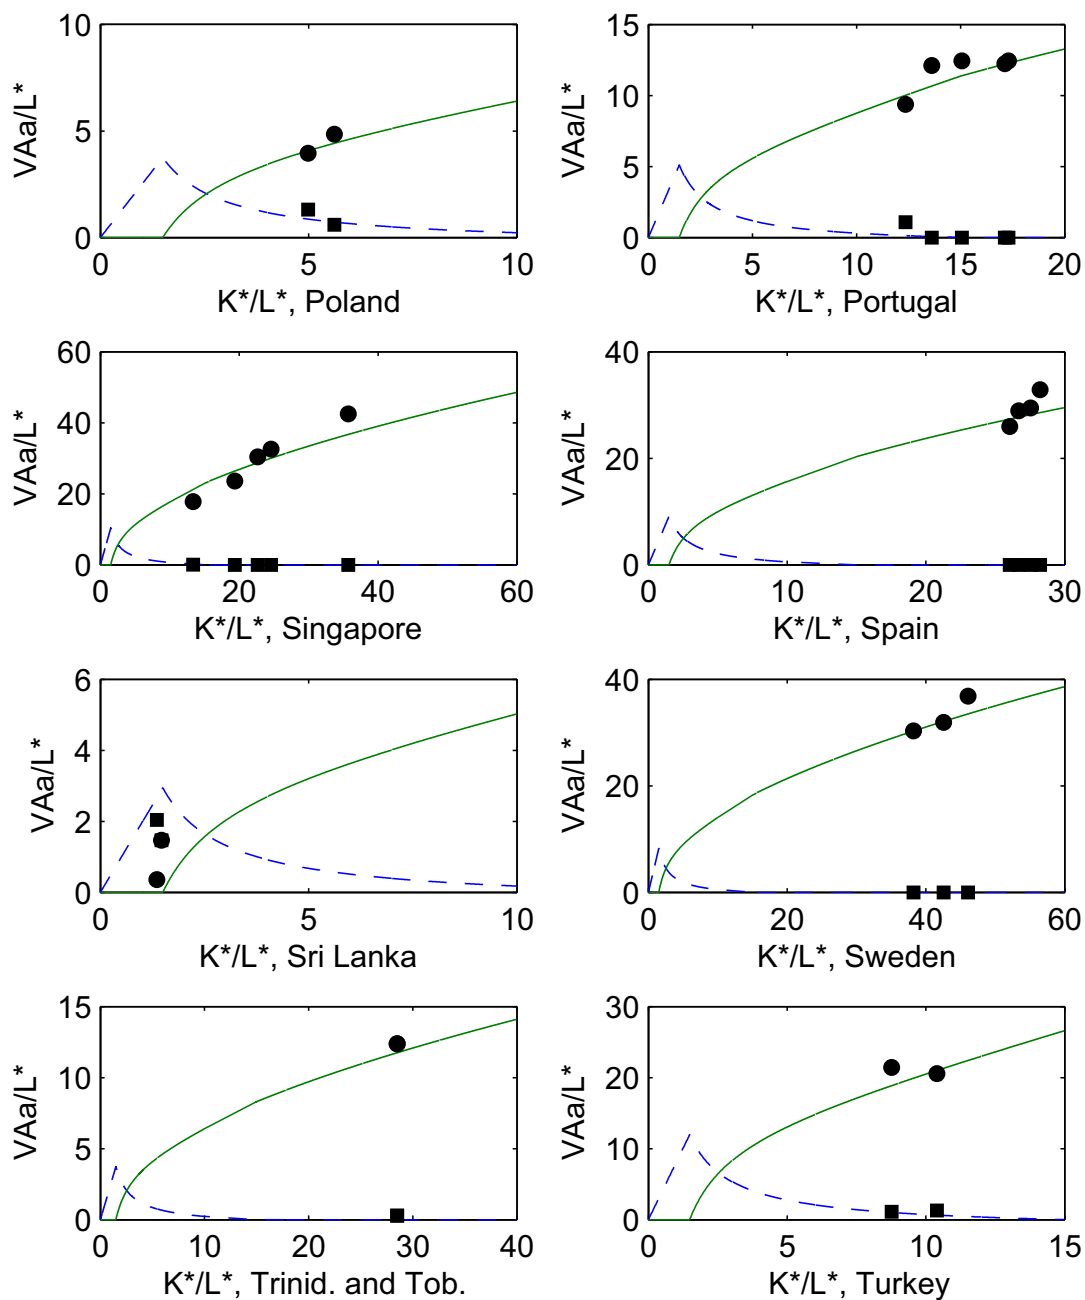 10
5
0
0 5 10
VAa/L*
K*/L*, Poland
15
10
5
0
0 5 10 15 20
VAa/L*
K*/L*, Portugal
60
40
20
0
0 20 40 60
VAa/L*
K*/L*, Singapore
40
20
0
0 10 20 30
VAa/L*
K*/L*, Spain
6
4
2
0
0 5 10
VAa/L*
K*/L*, Sri Lanka
40
20
0
0 20 40 60
VAa/L*
K*/L*, Sweden
15
10
5
0
0 10 20 30 40
VAa/L*
K*/L*, Trinid. and Tob.
30
20
10
0
0 5 10 15
VAa/L*
K*/L*, Turkey